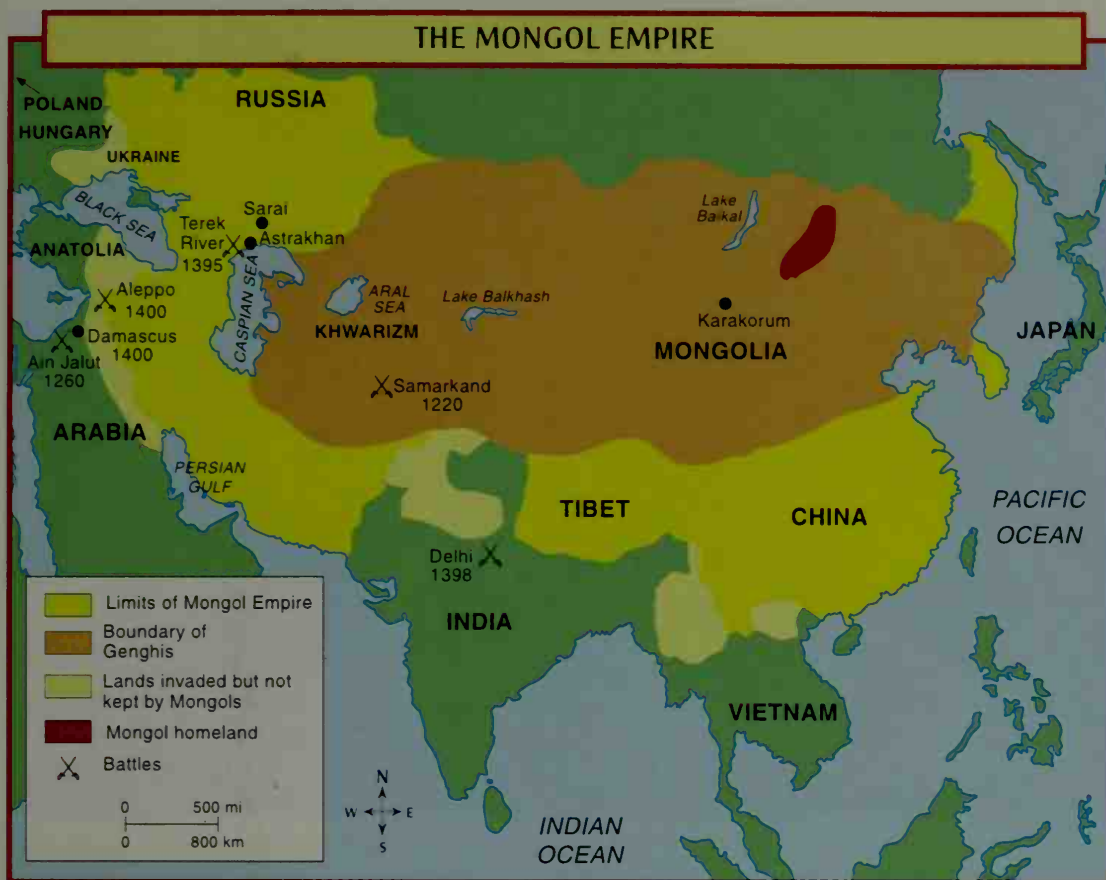 THE MONGOL EMPIRE
POLAND
HUNGARY
RUSSIA
UKRAINE
BLACK SEA
Sarai
Terek
River
1395
Astrakhan
ANATOLIA
CASPIAN SEA
ARAL
SEA
Lake Balkhash
Lake
Baikal
Aleppo
1400
KHWARIZM
Karakorum
MONGOLIA
JAPAN
Damascus
1400
Ain Jalut
1260
Samarkand
1220
ARABIA
PERSIAN
GULF
TIBET
CHINA
PACIFIC
OCEAN
Delhi
1398
INDIA
VIETNAM
INDIAN
OCEAN
Limits of Mongol Empire
Boundary of
Genghis
Lands invaded but not
kept by Mongols
Mongol homeland
Battles
0 500 mi
0 800 km
N
W E
S